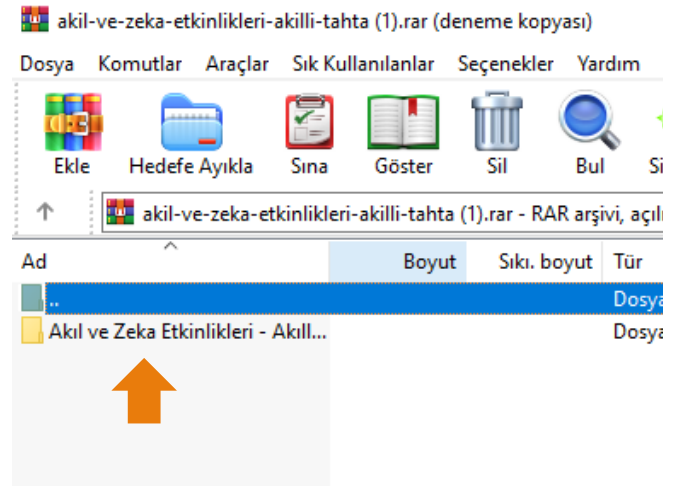 akil-ve-zeka-etkinlikleri-akilli-tahta (1).rar (deneme kopyası)
Dosya Komutlar Araçlar Sık Kullanılanlar Seçenekler Yardım
Ekle Hedefe Ayıkla Sına Göster Sil Bul Si
akil-ve-zeka-etkinlikleri-akilli-tahta (1).rar - RAR arşivi, açıl
Ad Boyut Sıkı. boyut Tür
.. Dosya
Akıl ve Zeka Etkinlikleri - Akıll... Dosya